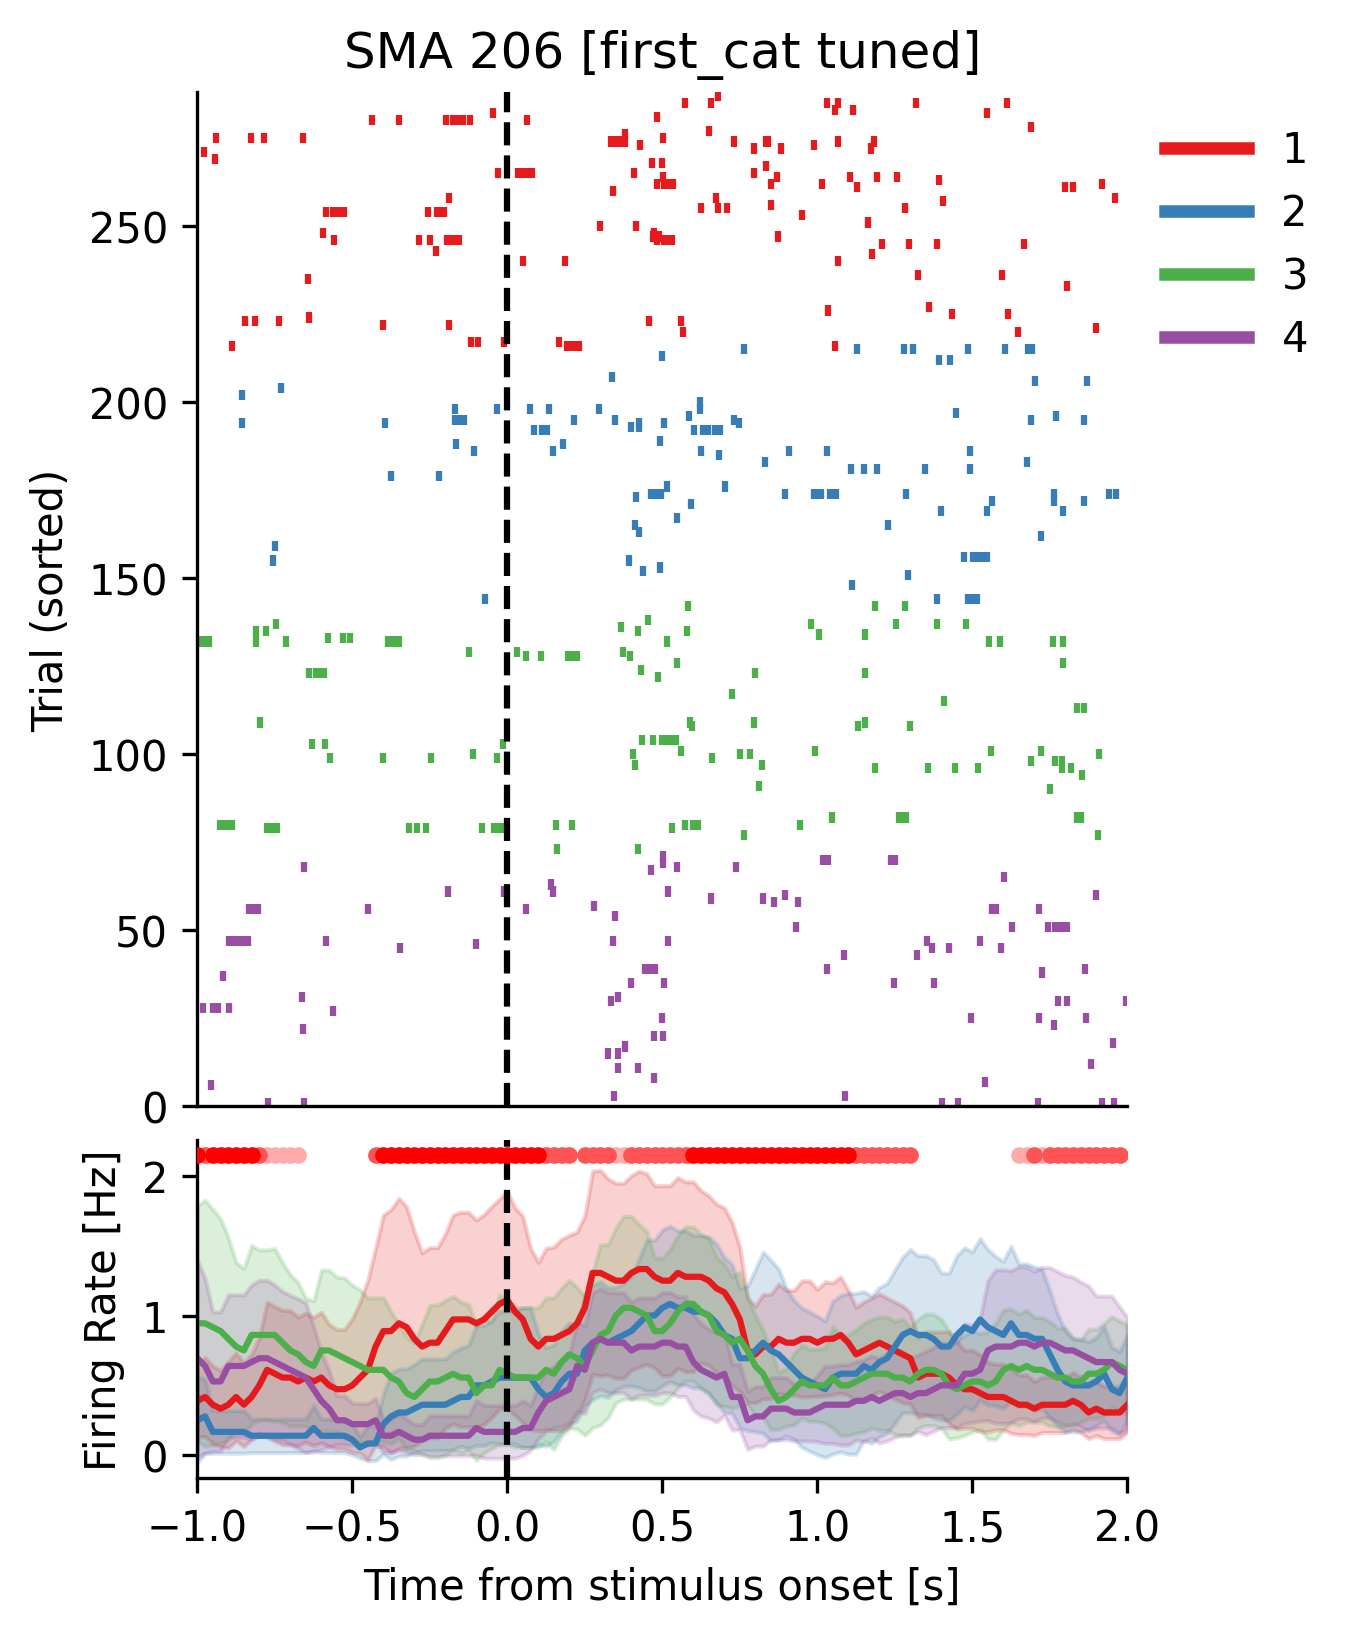 SMA 206 [first_cat tuned]
1
2
3
4
250
200
150
100
50
0
Trial (sorted)
2
1
0
Firing Rate [Hz]
−1.0 −0.5 0.0 0.5 1.0 1.5 2.0
Time from stimulus onset [s]